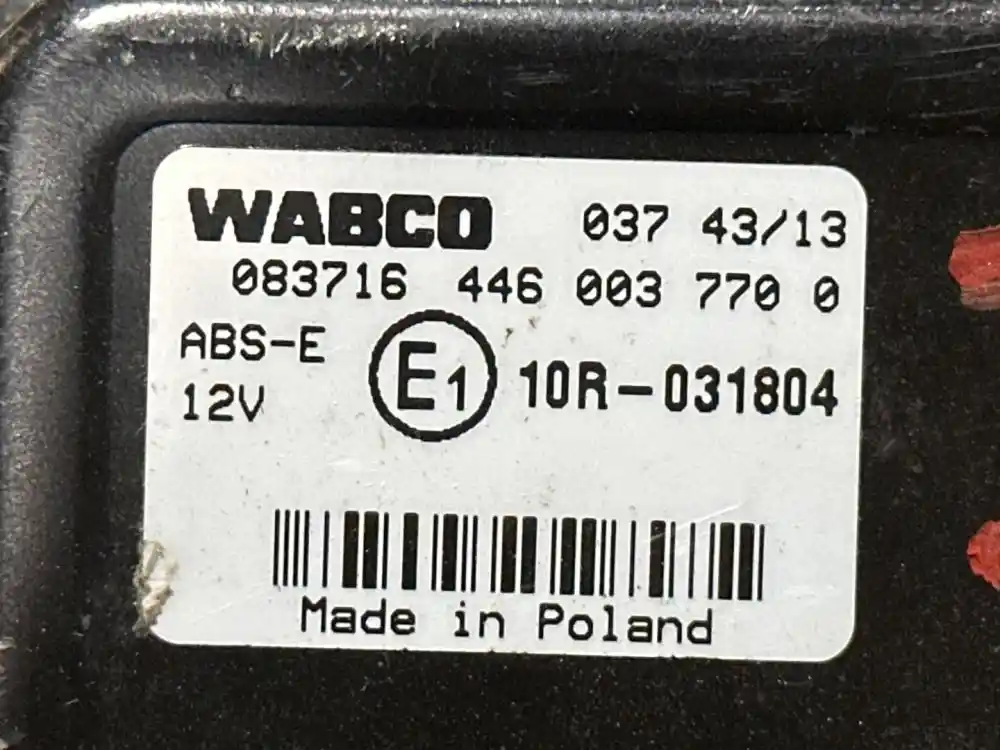 WABCO 037 43/13
083716 446 003 770 0
ABS-E
12V
E1 10R-031804
Made in Poland